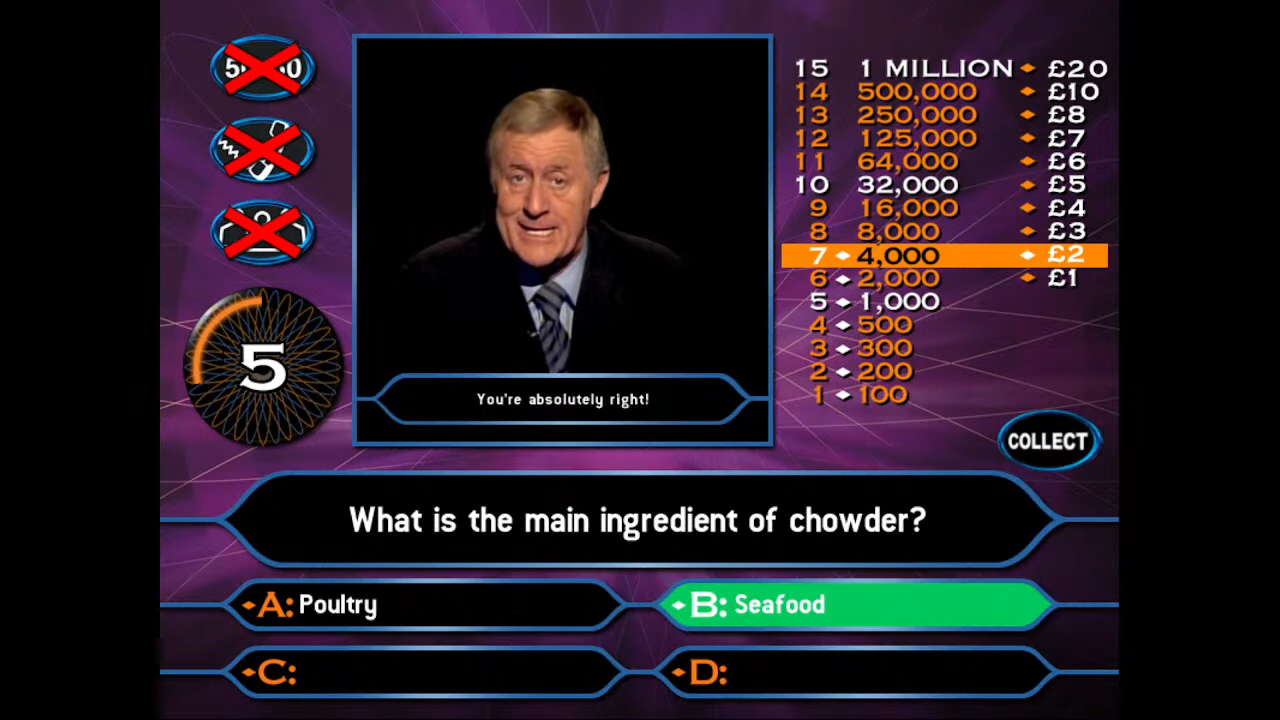 15 1 MILLION £20
14 500,000 £10
13 250,000 £8
12 125,000 £7
11 64,000 £6
10 32,000 £5
9 16,000 £4
8 8,000 £3
7 4,000 £2
6 2,000 £1
5 1,000
4 500
3 300
2 200
1 100
5
You're absolutely right!
COLLECT
What is the main ingredient of chowder?
A: Poultry
B: Seafood
C:
D: